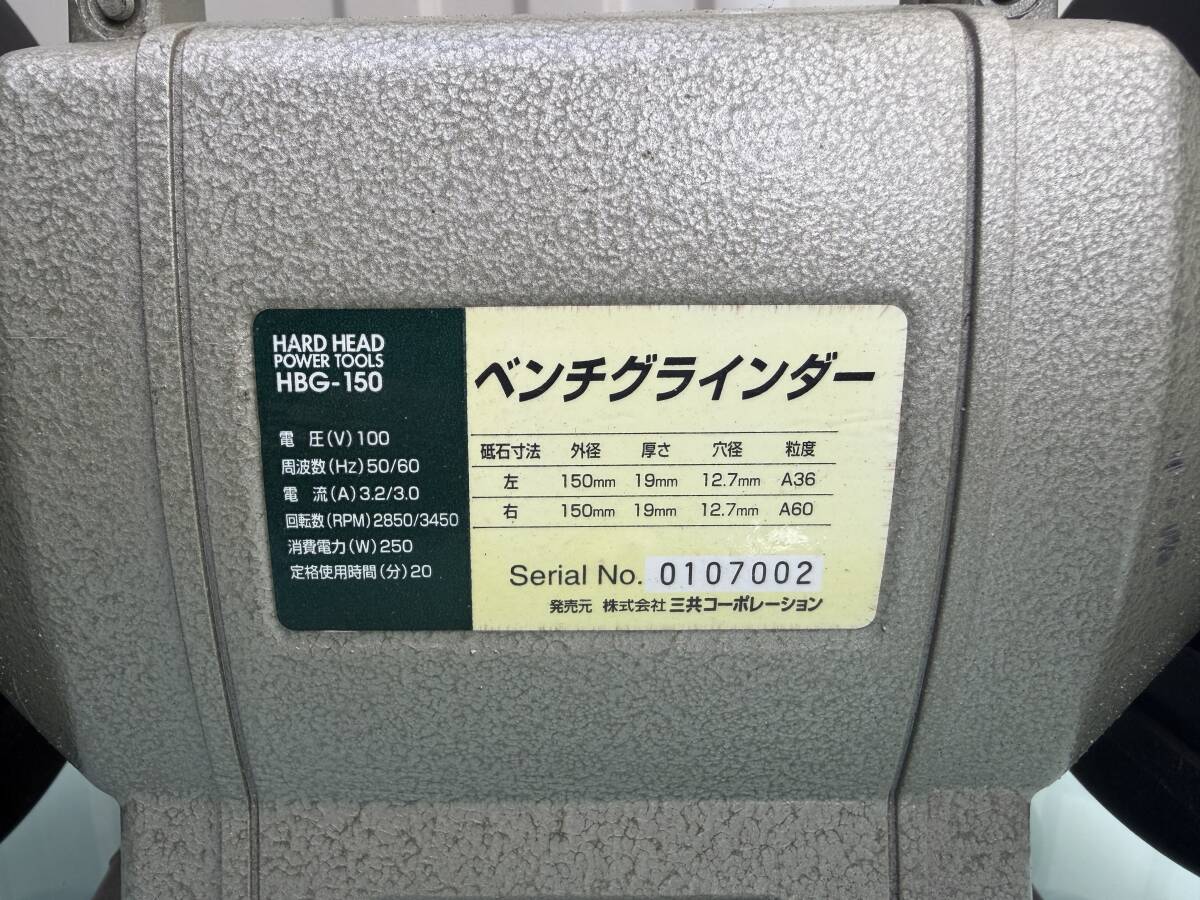 HARD HEAD
POWER TOOLS
HBG-150
電 圧(V)100
周波数(Hz)50/60
電 流(A)3.2/3.0
回転数(RPM)2850/3450
消費電力(W)250
定格使用時間(分)20
ベンチグラインダー
砥石寸法 外径 厚さ 穴径 粒度
左 150mm 19mm 12.7mm A36
右 150mm 19mm 12.7mm A60
Serial No. 0107002
発売元 株式会社 三共コーポレーション